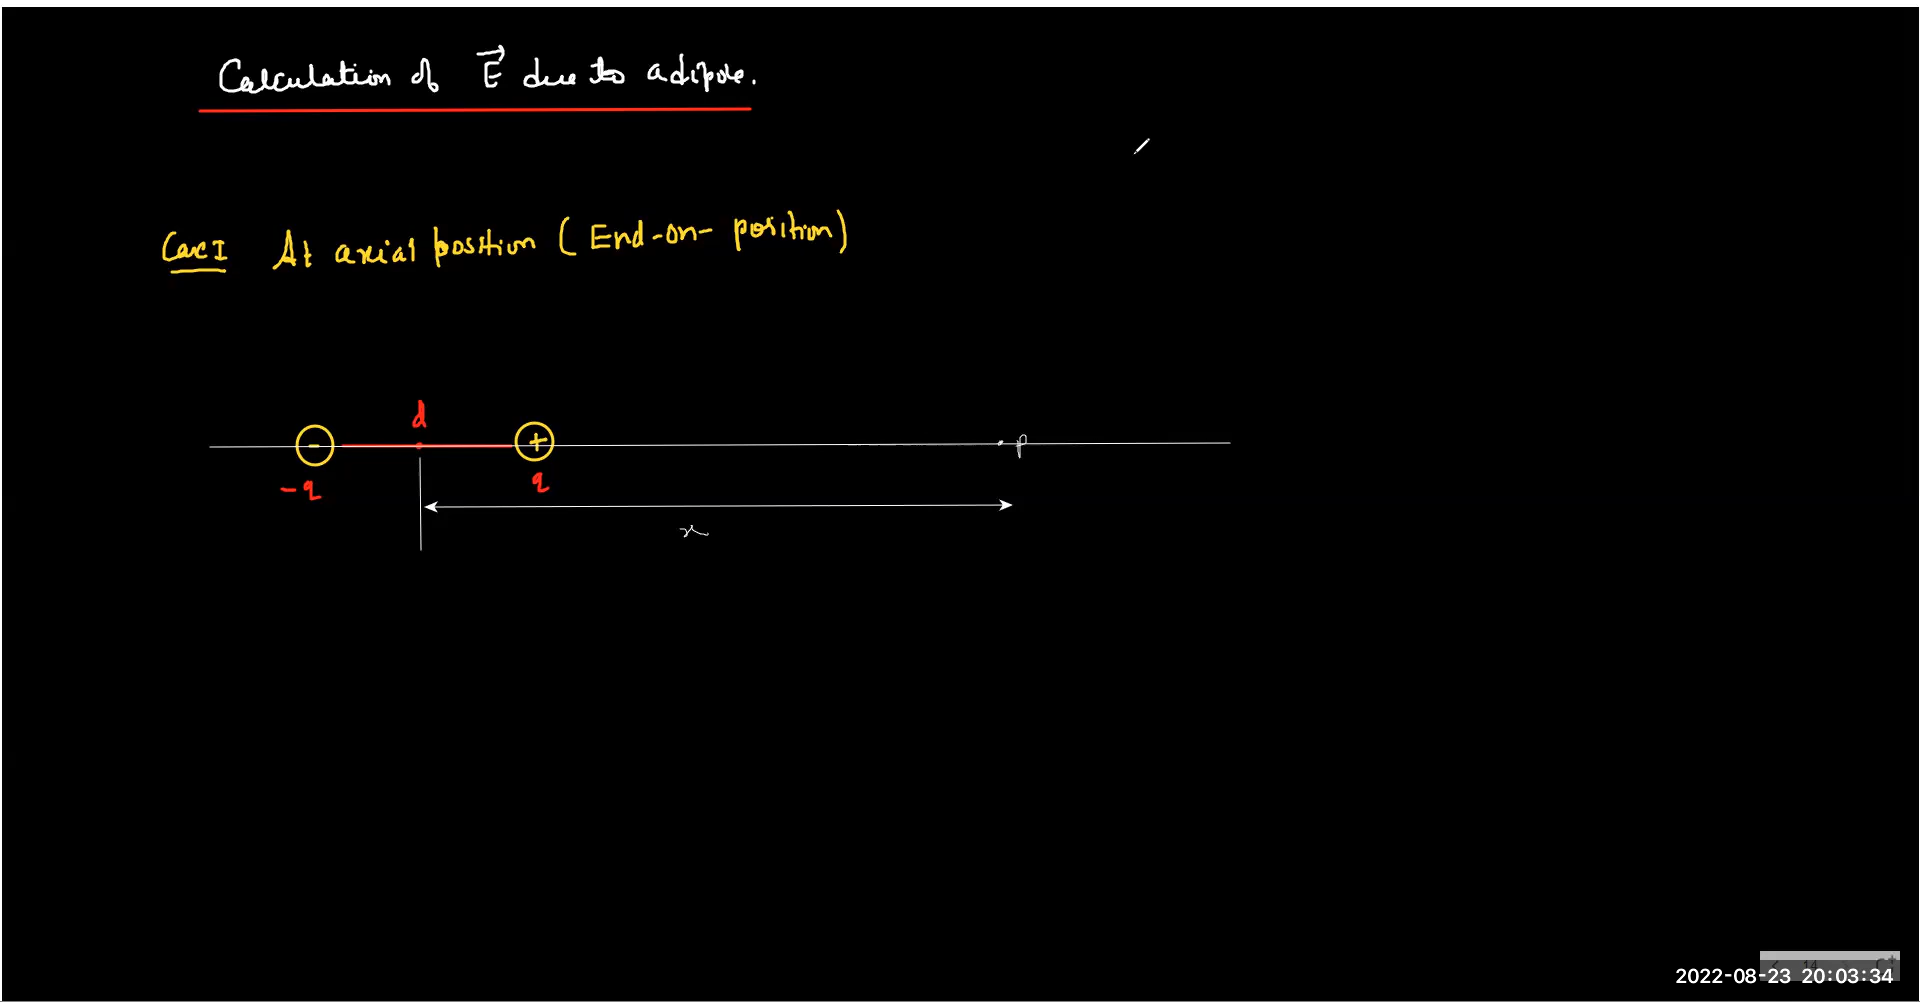 Calculation of E⃗ due to a dipole.
Case I At axial position (End-on-position)
d
- + . P
-q q
x
2022-08-23 20:03:34